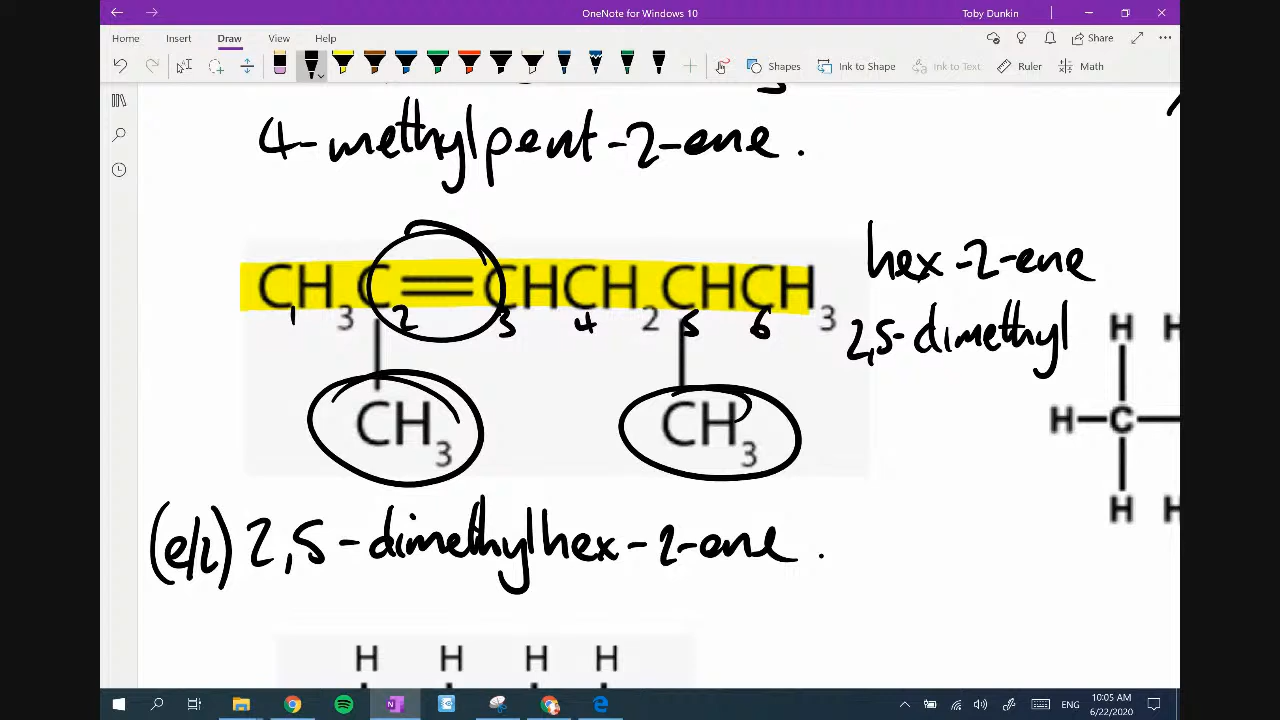 OneNote for Windows 10
Toby Dunkin
Home Insert Draw View Help
Share
Shapes Ink to Shape Ink to Text Ruler Math
4-methylpent-2-ene.
CH3C=CHCH2CHCH3
1 2 3 4 5 6
CH3 CH3
hex-2-ene
2,5-dimethyl
H H
H-C-
H H
(e/z) 2,5-dimethylhex-2-ene.
H H H H
ENG
10:05 AM
6/22/2020